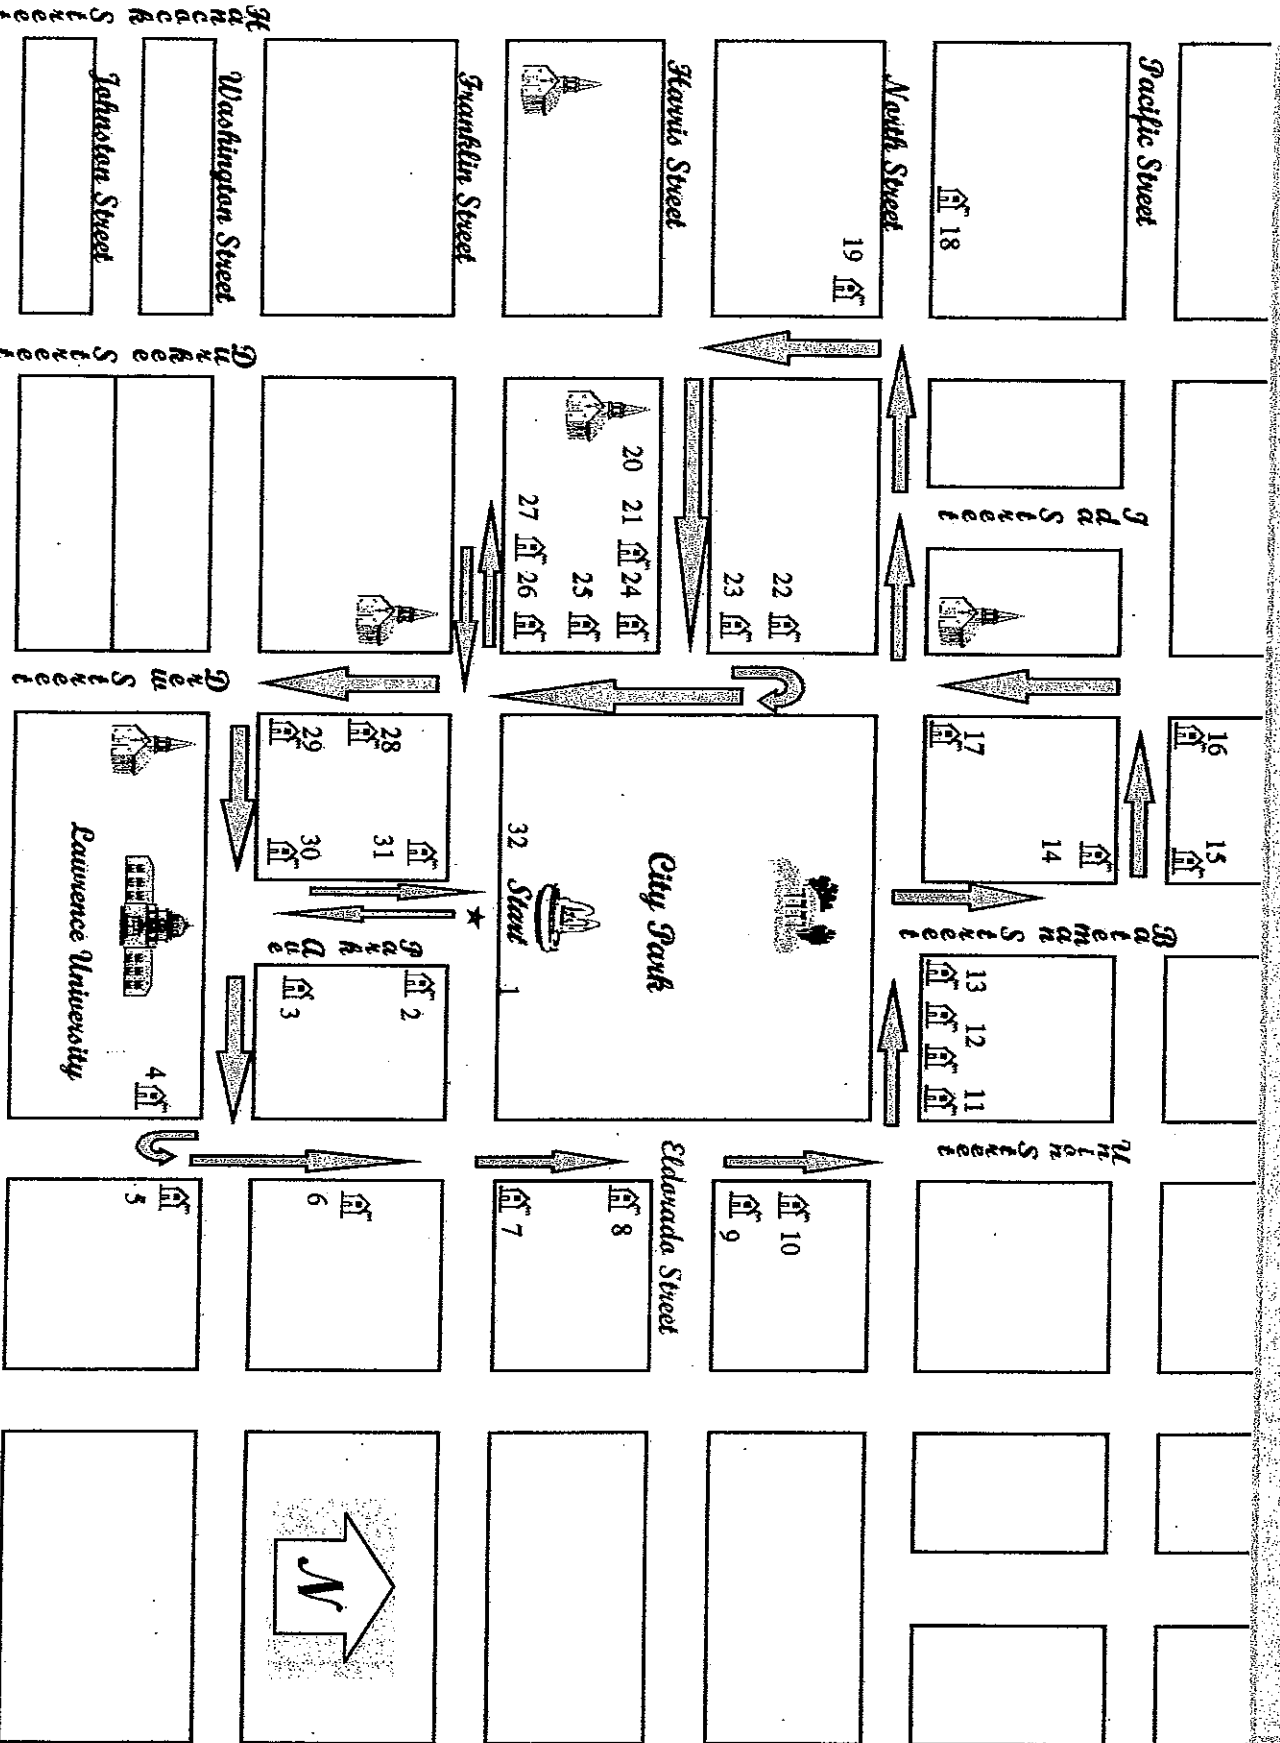 Pacific Street
16
15
Ida Street
Bateman Street
Union Street
17
14
18
13
12
11
North Street
19
22
23
10
9
Harris Street
City Park
Eldorado Street
20
21
24
25
27
26
8
7
32
Start
1
Franklin Street
28
31
Park Ave
2
29
30
3
6
Hancock Street
Durkee Street
Drew Street
Washington Street
4
5
Lawrence University
Johnston Street
N